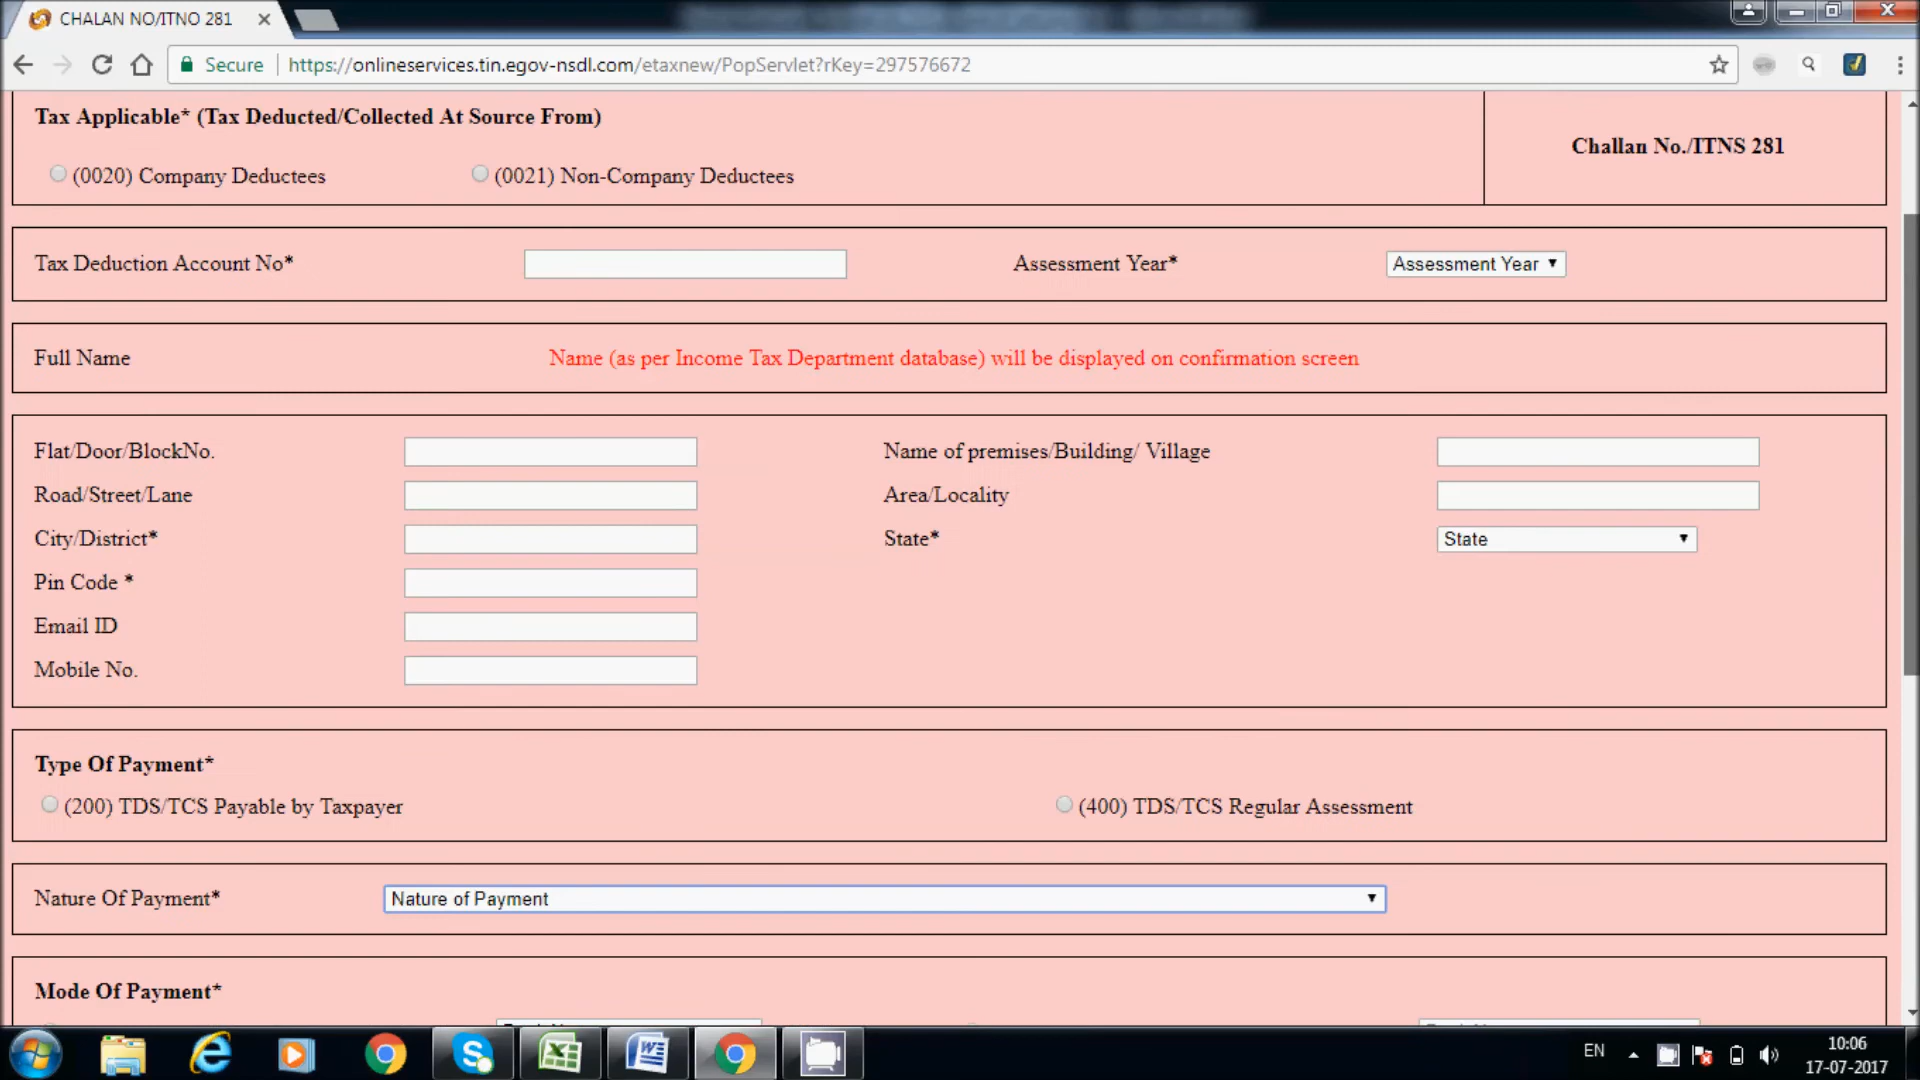 CHALAN NO/ITNO 281
Secure https://onlineservices.tin.egov-nsdl.com/etaxnew/PopServlet?rKey=297576672
Tax Applicable* (Tax Deducted/Collected At Source From)
Challan No./ITNS 281
(0020) Company Deductees (0021) Non-Company Deductees
Tax Deduction Account No* Assessment Year* Assessment Year
Full Name Name (as per Income Tax Department database) will be displayed on confirmation screen
Flat/Door/BlockNo. Name of premises/Building/ Village
Road/Street/Lane Area/Locality
City/District* State* State
Pin Code *
Email ID
Mobile No.
Type Of Payment*
(200) TDS/TCS Payable by Taxpayer (400) TDS/TCS Regular Assessment
Nature Of Payment* Nature of Payment
Mode Of Payment*
EN 10:06
17-07-2017